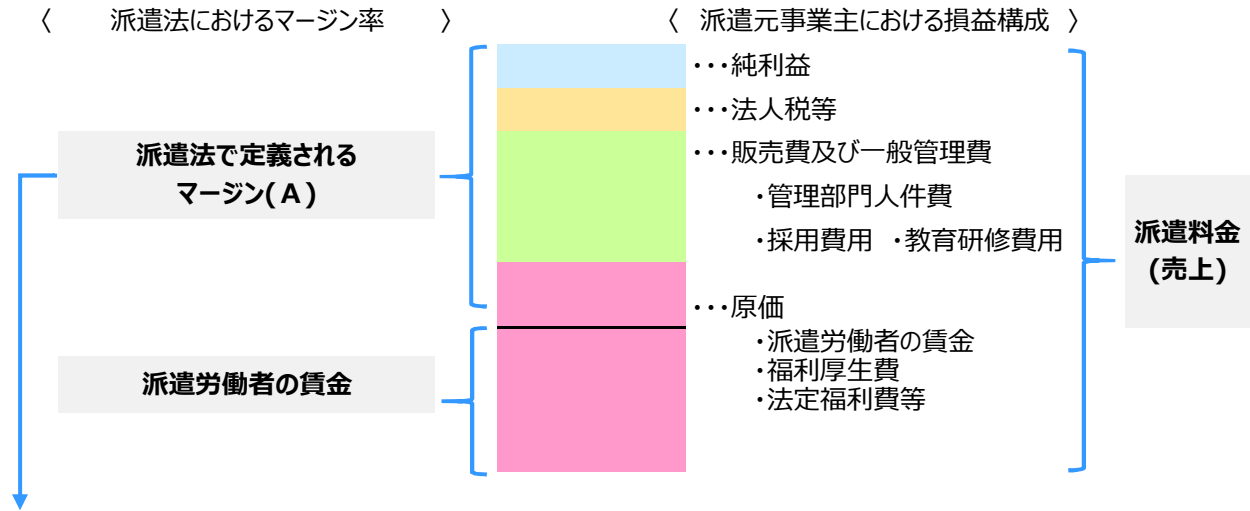 〈 派遣法におけるマージン率 〉
〈 派遣元事業主における損益構成 〉
派遣法で定義される
マージン(A)
派遣労働者の賃金
･･･純利益
･･･法人税等
･･･販売費及び一般管理費
･管理部門人件費
･採用費用 ･教育研修費用
･･･原価
･派遣労働者の賃金
･福利厚生費
･法定福利費等
派遣料金
(売上)